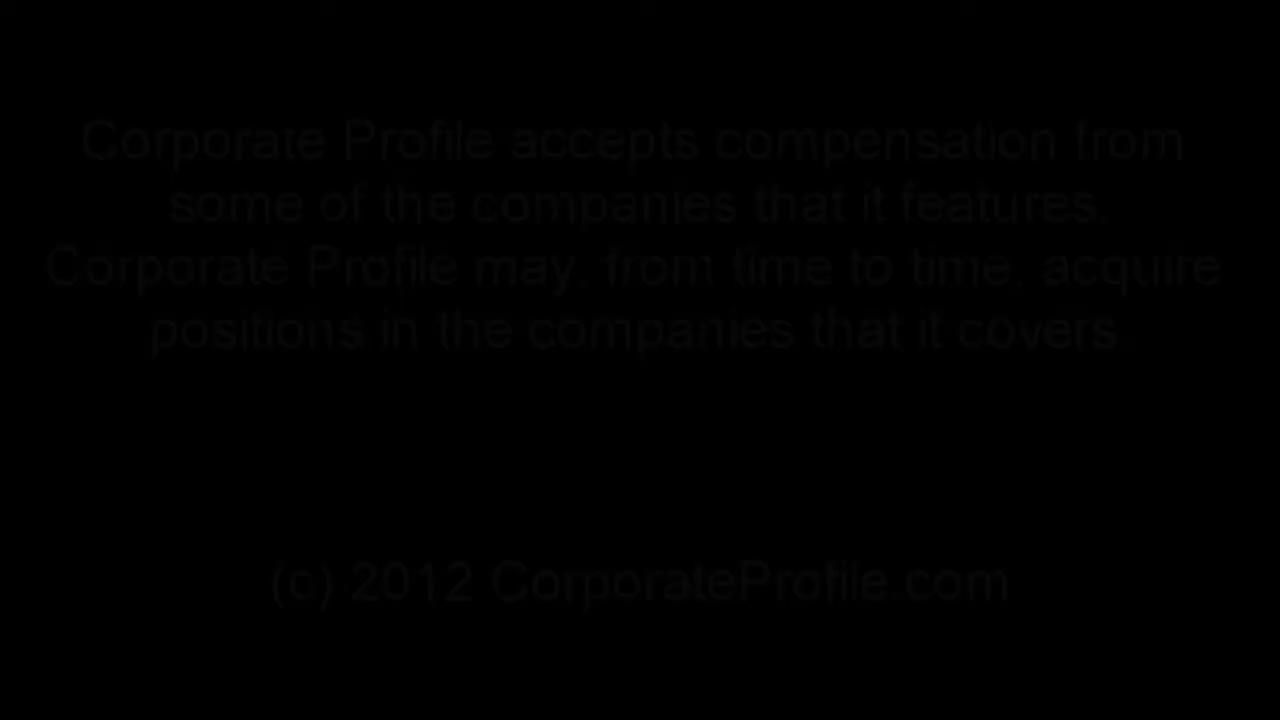 Corporate Profile accepts compensation from
some of the companies that it features.
Corporate Profile may, from time to time, acquire
positions in the companies that it covers.
(c) 2012 CorporateProfile.com